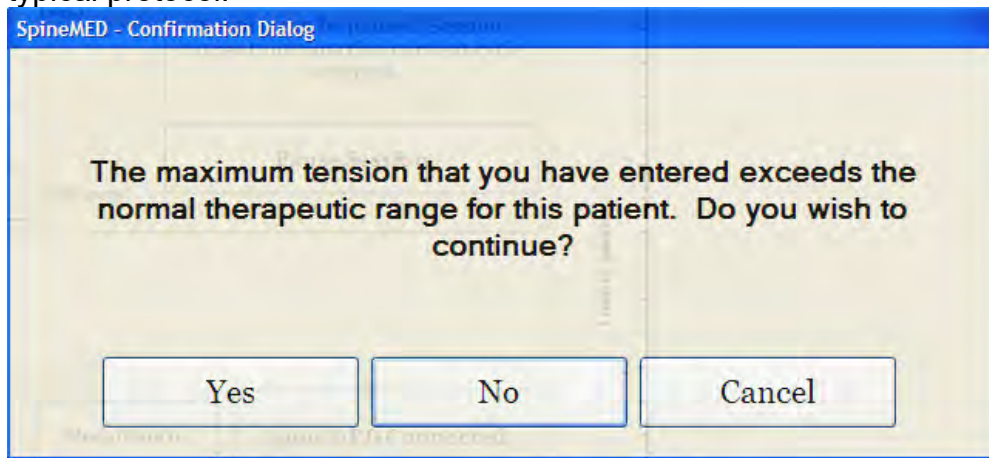 typical protocol.
SpineMED - Confirmation Dialog
The maximum tension that you have entered exceeds the
normal therapeutic range for this patient.  Do you wish to
continue?
Yes
No
Cancel